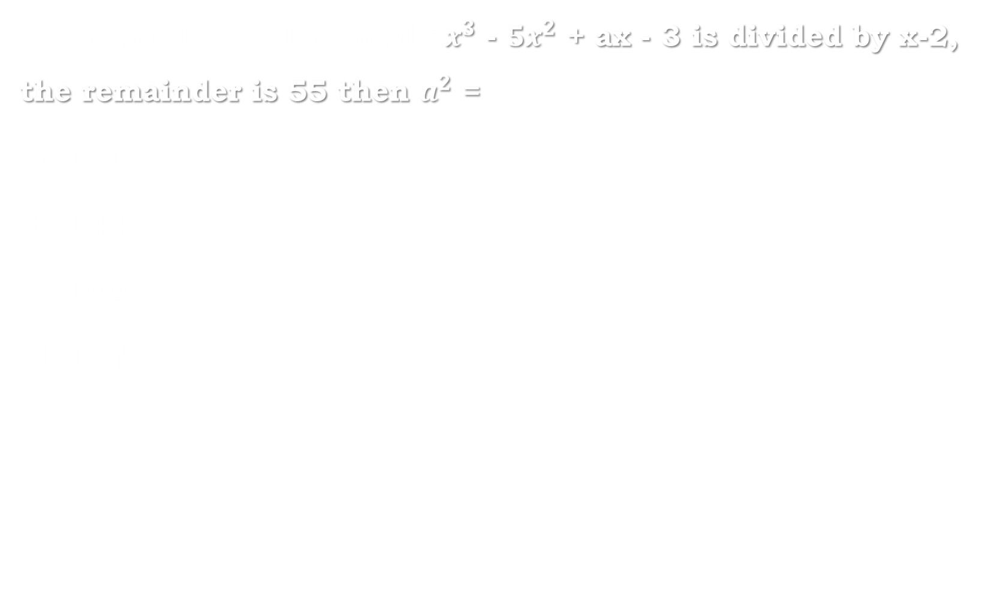 x³ - 5x² + ax - 3 is divided by x-2,
the remainder is 55 then a² =